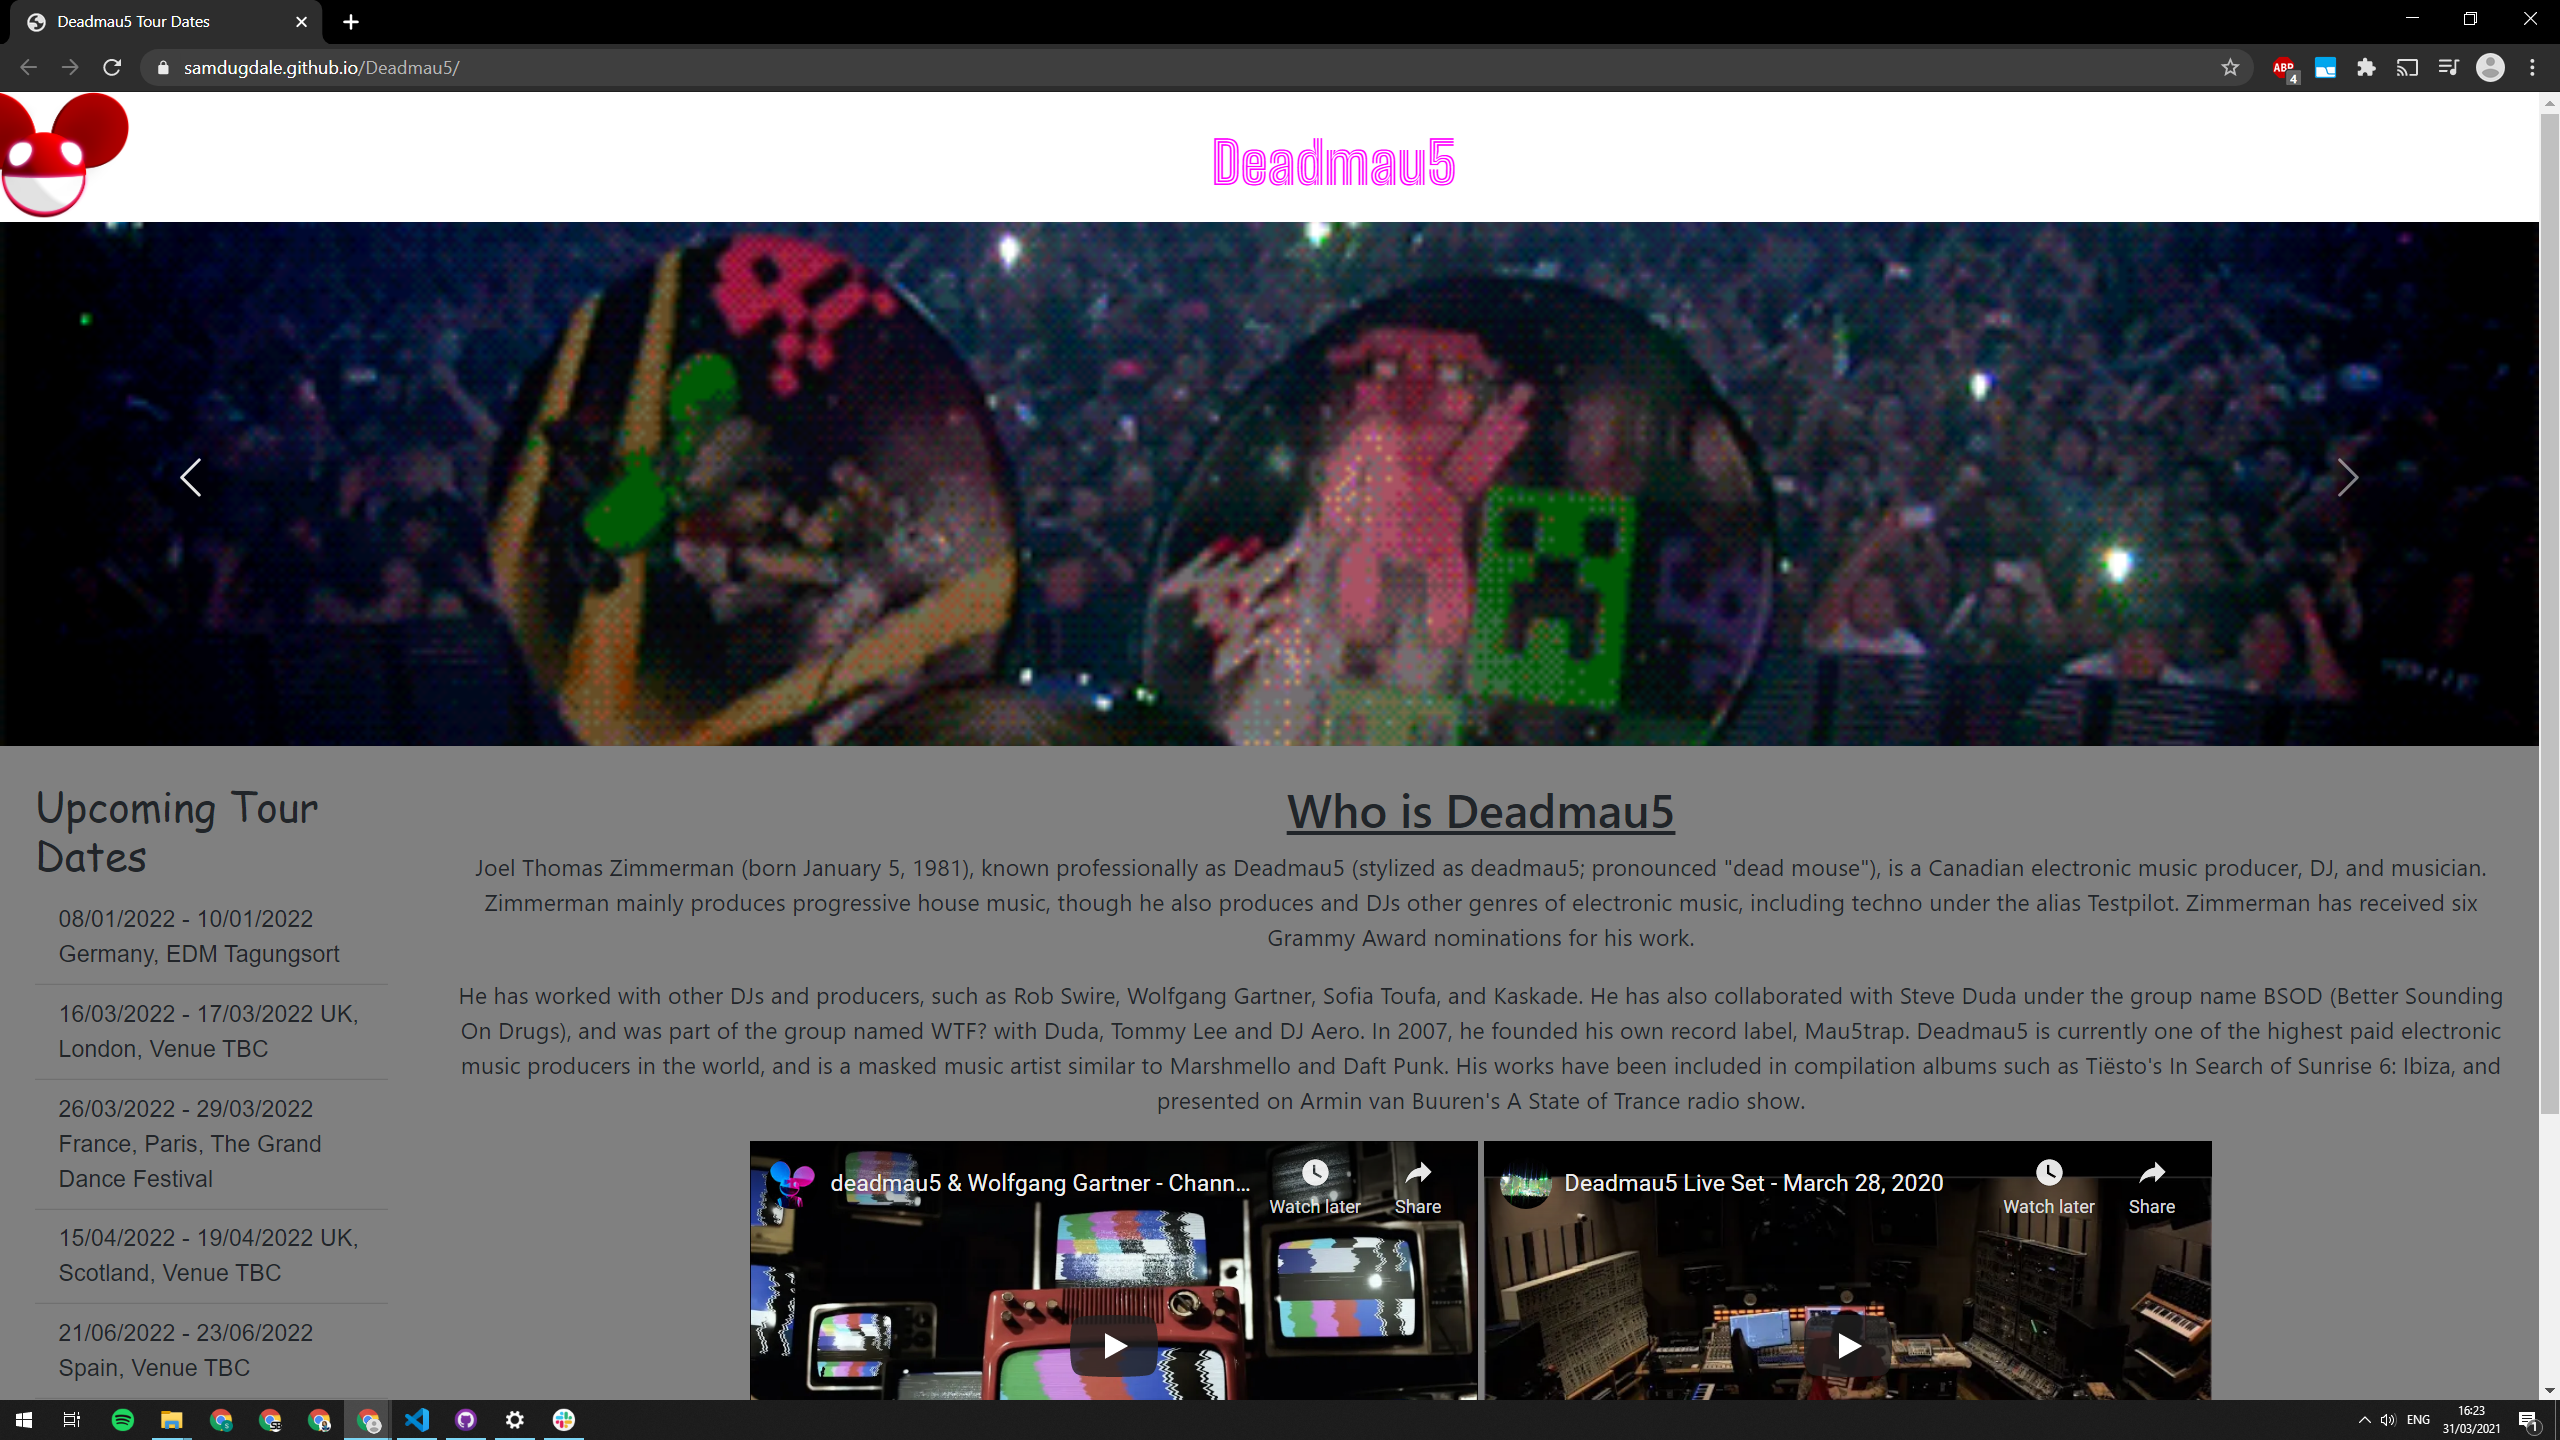 Deadmau5 Tour Dates
samdugdale.github.io/Deadmau5/
ABP
4
Deadmau5
Upcoming Tour
Dates
08/01/2022 - 10/01/2022
Germany, EDM Tagungsort
16/03/2022 - 17/03/2022 UK,
London, Venue TBC
26/03/2022 - 29/03/2022
France, Paris, The Grand
Dance Festival
15/04/2022 - 19/04/2022 UK,
Scotland, Venue TBC
21/06/2022 - 23/06/2022
Spain, Venue TBC
Who is Deadmau5
Joel Thomas Zimmerman (born January 5, 1981), known professionally as Deadmau5 (stylized as deadmau5; pronounced "dead mouse"), is a Canadian electronic music producer, DJ, and musician.
Zimmerman mainly produces progressive house music, though he also produces and DJs other genres of electronic music, including techno under the alias Testpilot. Zimmerman has received six
Grammy Award nominations for his work.
He has worked with other DJs and producers, such as Rob Swire, Wolfgang Gartner, Sofia Toufa, and Kaskade. He has also collaborated with Steve Duda under the group name BSOD (Better Sounding
On Drugs), and was part of the group named WTF? with Duda, Tommy Lee and DJ Aero. In 2007, he founded his own record label, Mau5trap. Deadmau5 is currently one of the highest paid electronic
music producers in the world, and is a masked music artist similar to Marshmello and Daft Punk. His works have been included in compilation albums such as Tiësto's In Search of Sunrise 6: Ibiza, and
presented on Armin van Buuren's A State of Trance radio show.
deadmau5 & Wolfgang Gartner - Chann...
Watch later
Share
Deadmau5 Live Set - March 28, 2020
Watch later
Share
ENG
16:23
31/03/2021
1